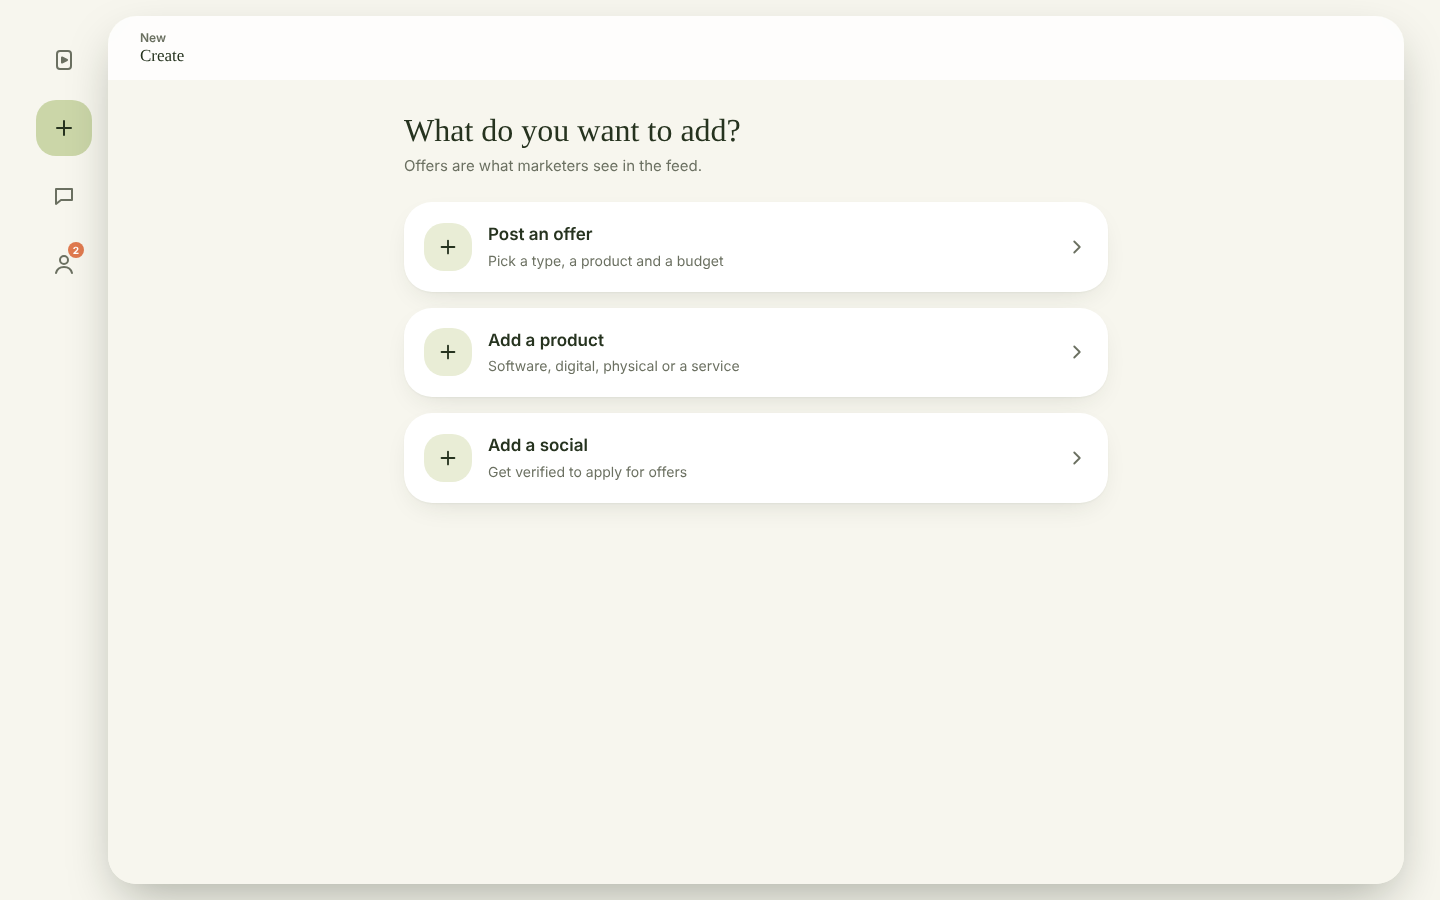 New
Create
2
What do you want to add?
Offers are what marketers see in the feed.
Post an offer
Pick a type, a product and a budget
Add a product
Software, digital, physical or a service
Add a social
Get verified to apply for offers